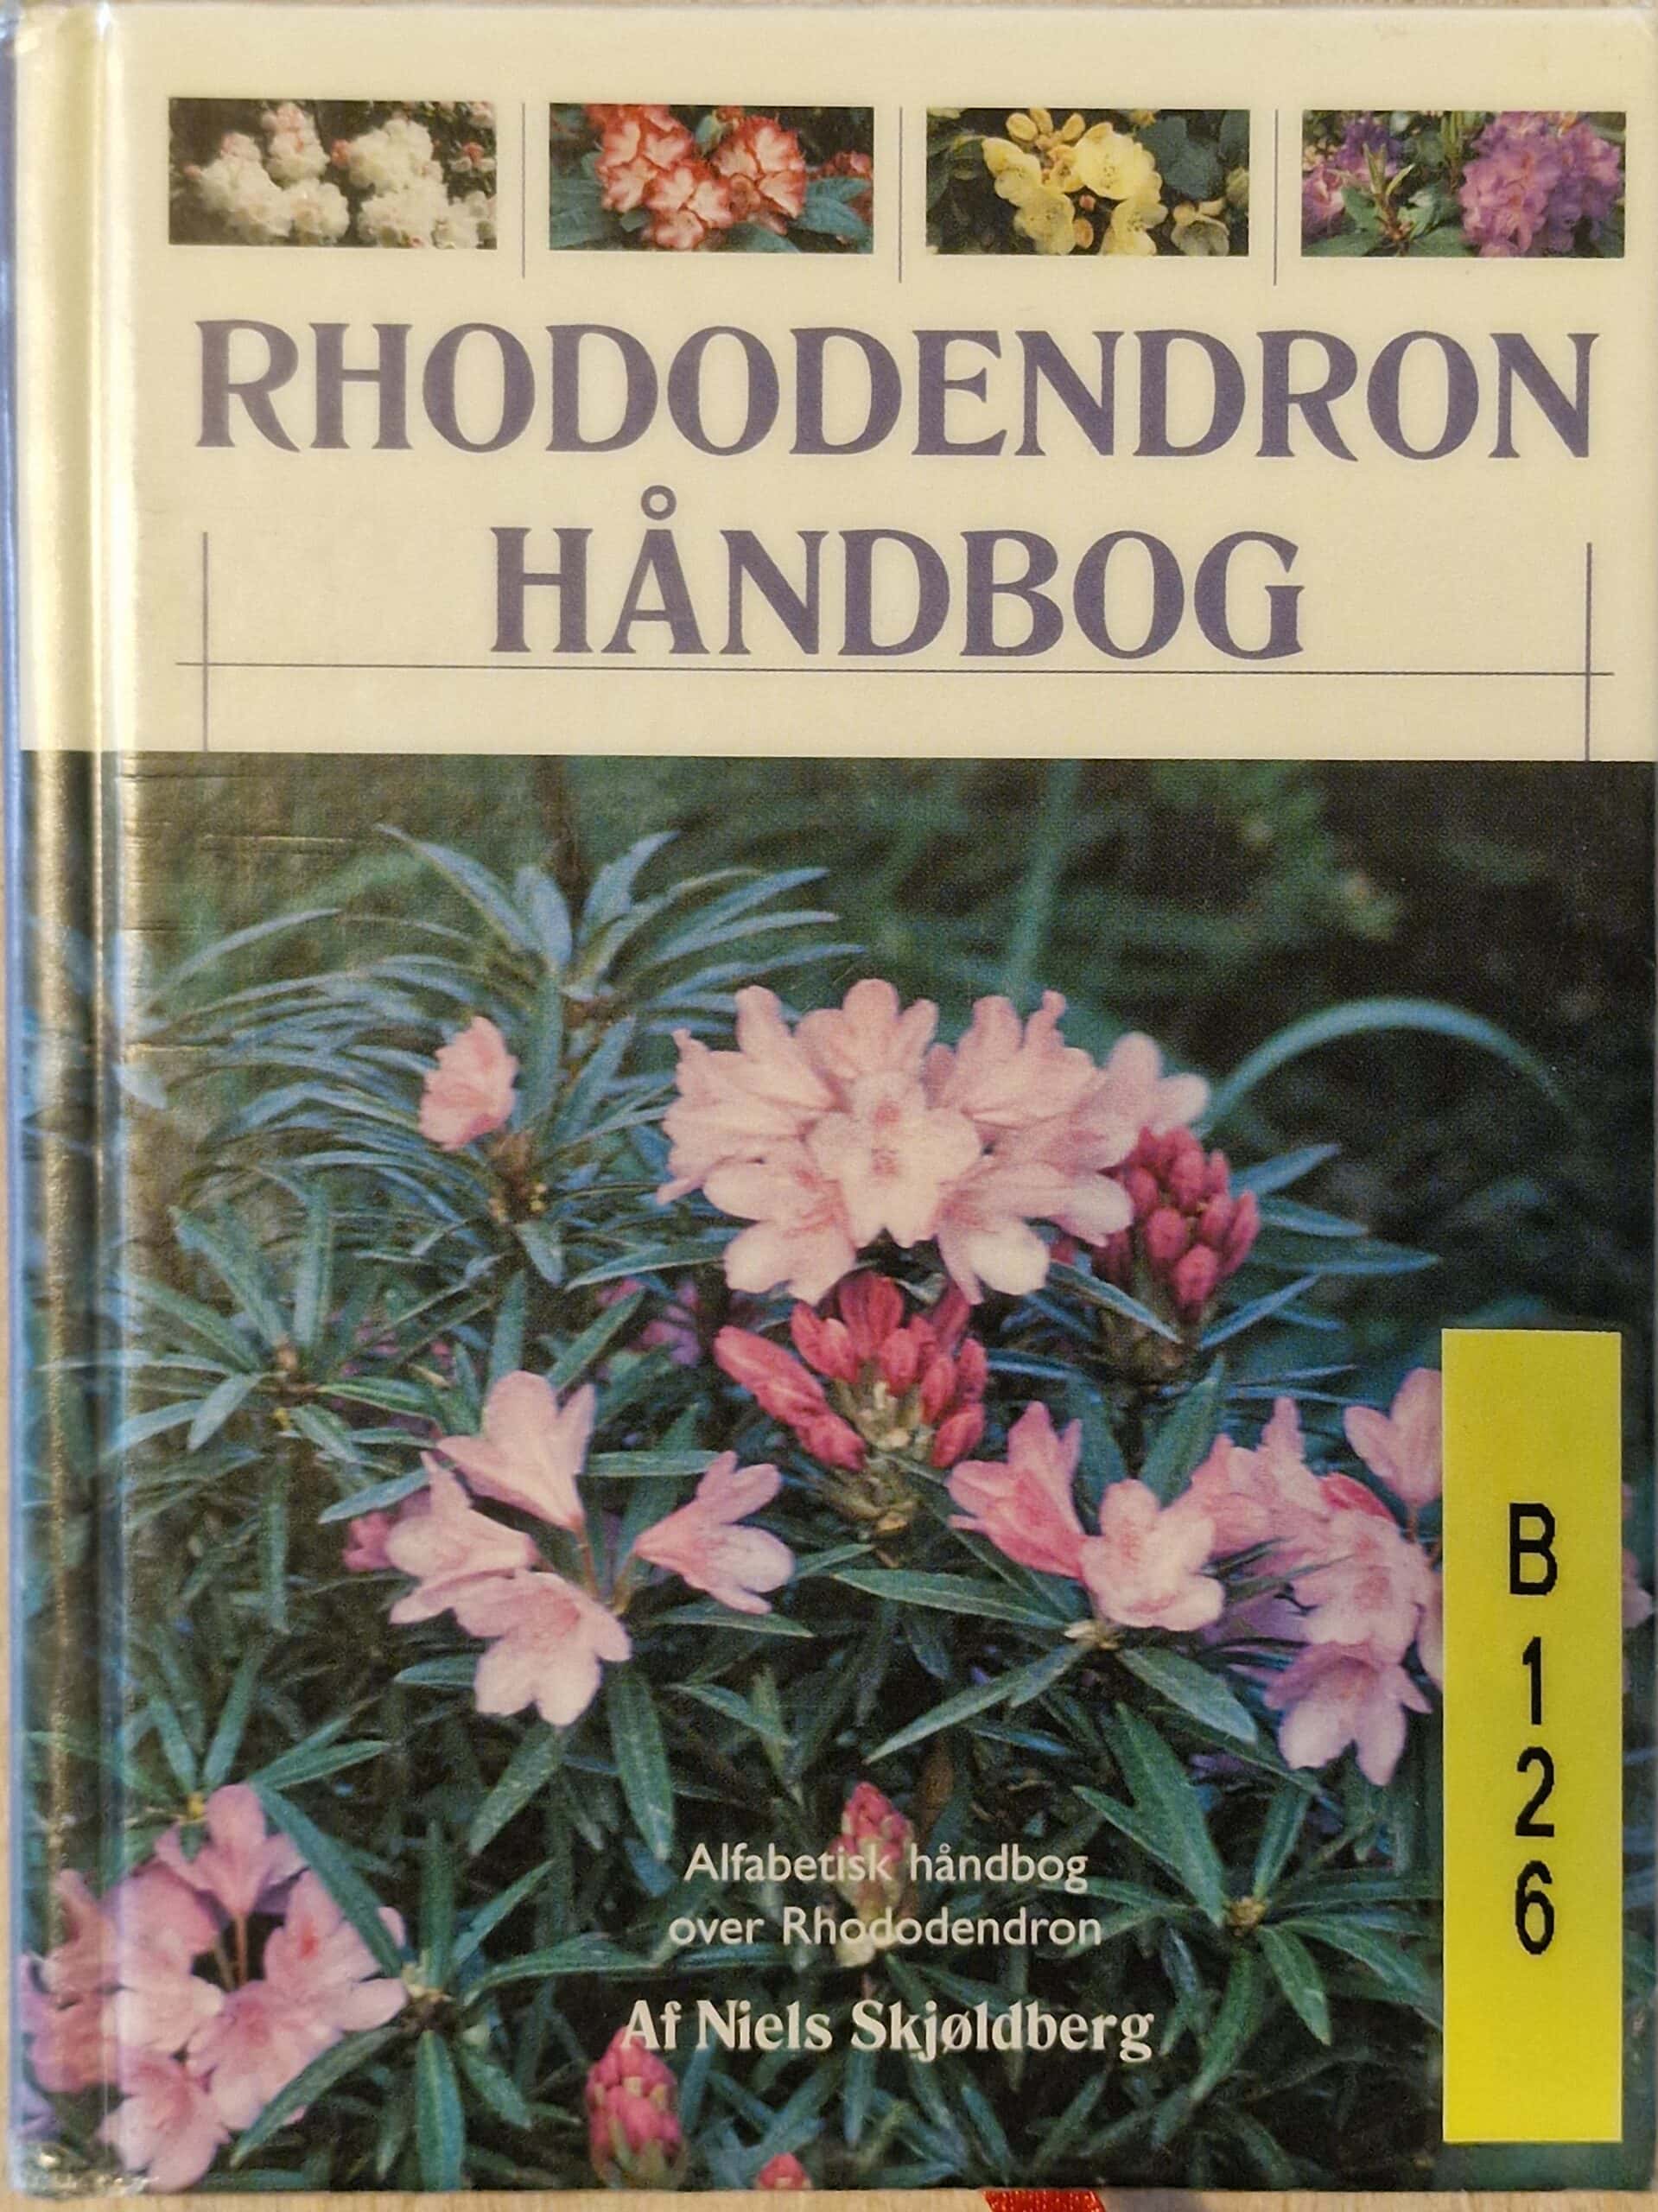 RHODODENDRON
HÅNDBOG
Alfabetisk håndbog
over Rhododendron
Af Niels Skjøldberg
B
1
2
6